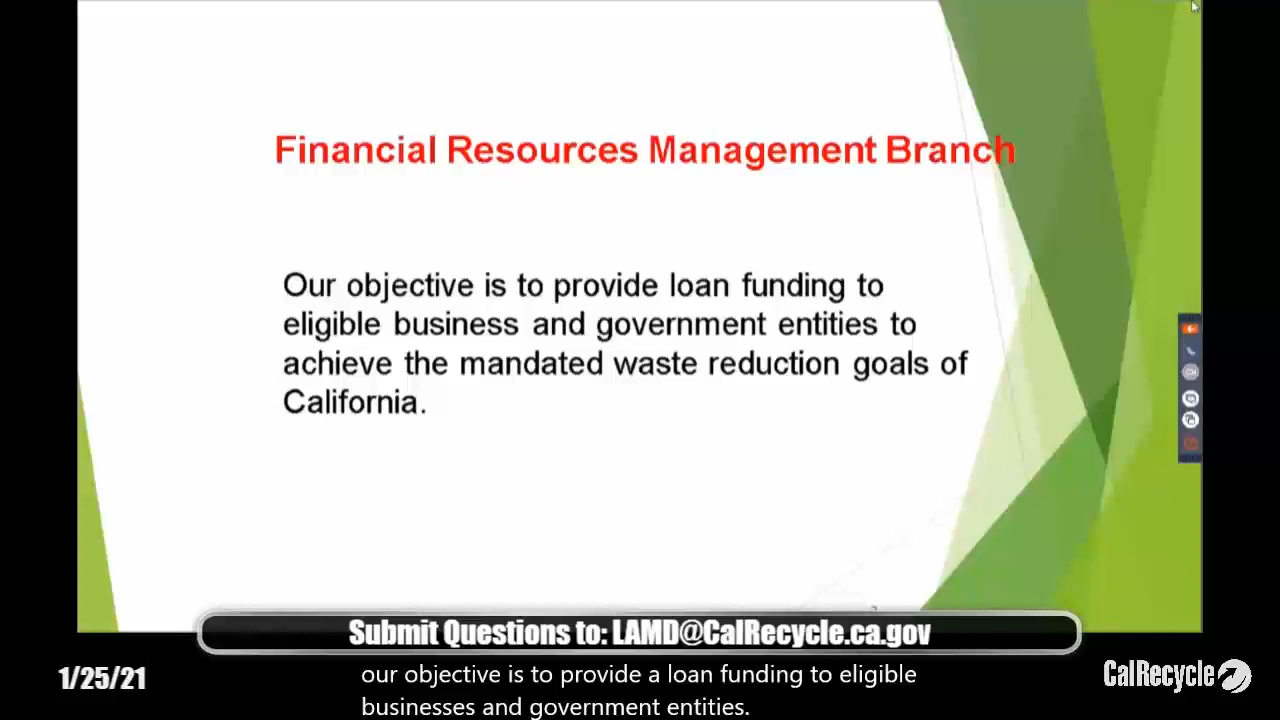 Financial Resources Management Branch
Our objective is to provide loan funding to
eligible business and government entities to
achieve the mandated waste reduction goals of
California.
Submit Questions to: LAMD@CalRecycle.ca.gov
our objective is to provide a loan funding to eligible
businesses and government entities.
1/25/21
CalRecycle